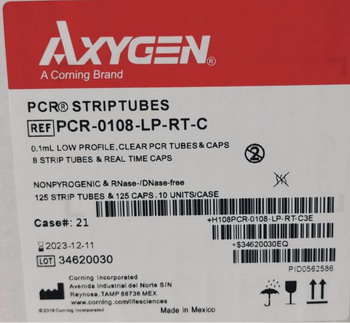 AXYGEN®
A Corning Brand
PCR® STRIPTUBES
REF PCR-0108-LP-RT-C
0.1mL LOW PROFILE, CLEAR PCR TUBES & CAPS
8 STRIP TUBES & REAL TIME CAPS
2
NONPYROGENIC & RNase-/DNase-free
125 STRIP TUBES & 125 CAPS, 10 UNITS/CASE
Case#: 21
+H108PCR-0108-LP-RT-C3E
2023-12-11
+$34620030EQ
LOT 34620030
PID0562586
Corning Incorporated
Avenida Industrial del Norte S/N
Reynosa, TAMP 88736 MEX
www.corning.com/lifesciences
Made in Mexico
Corning Incorporated